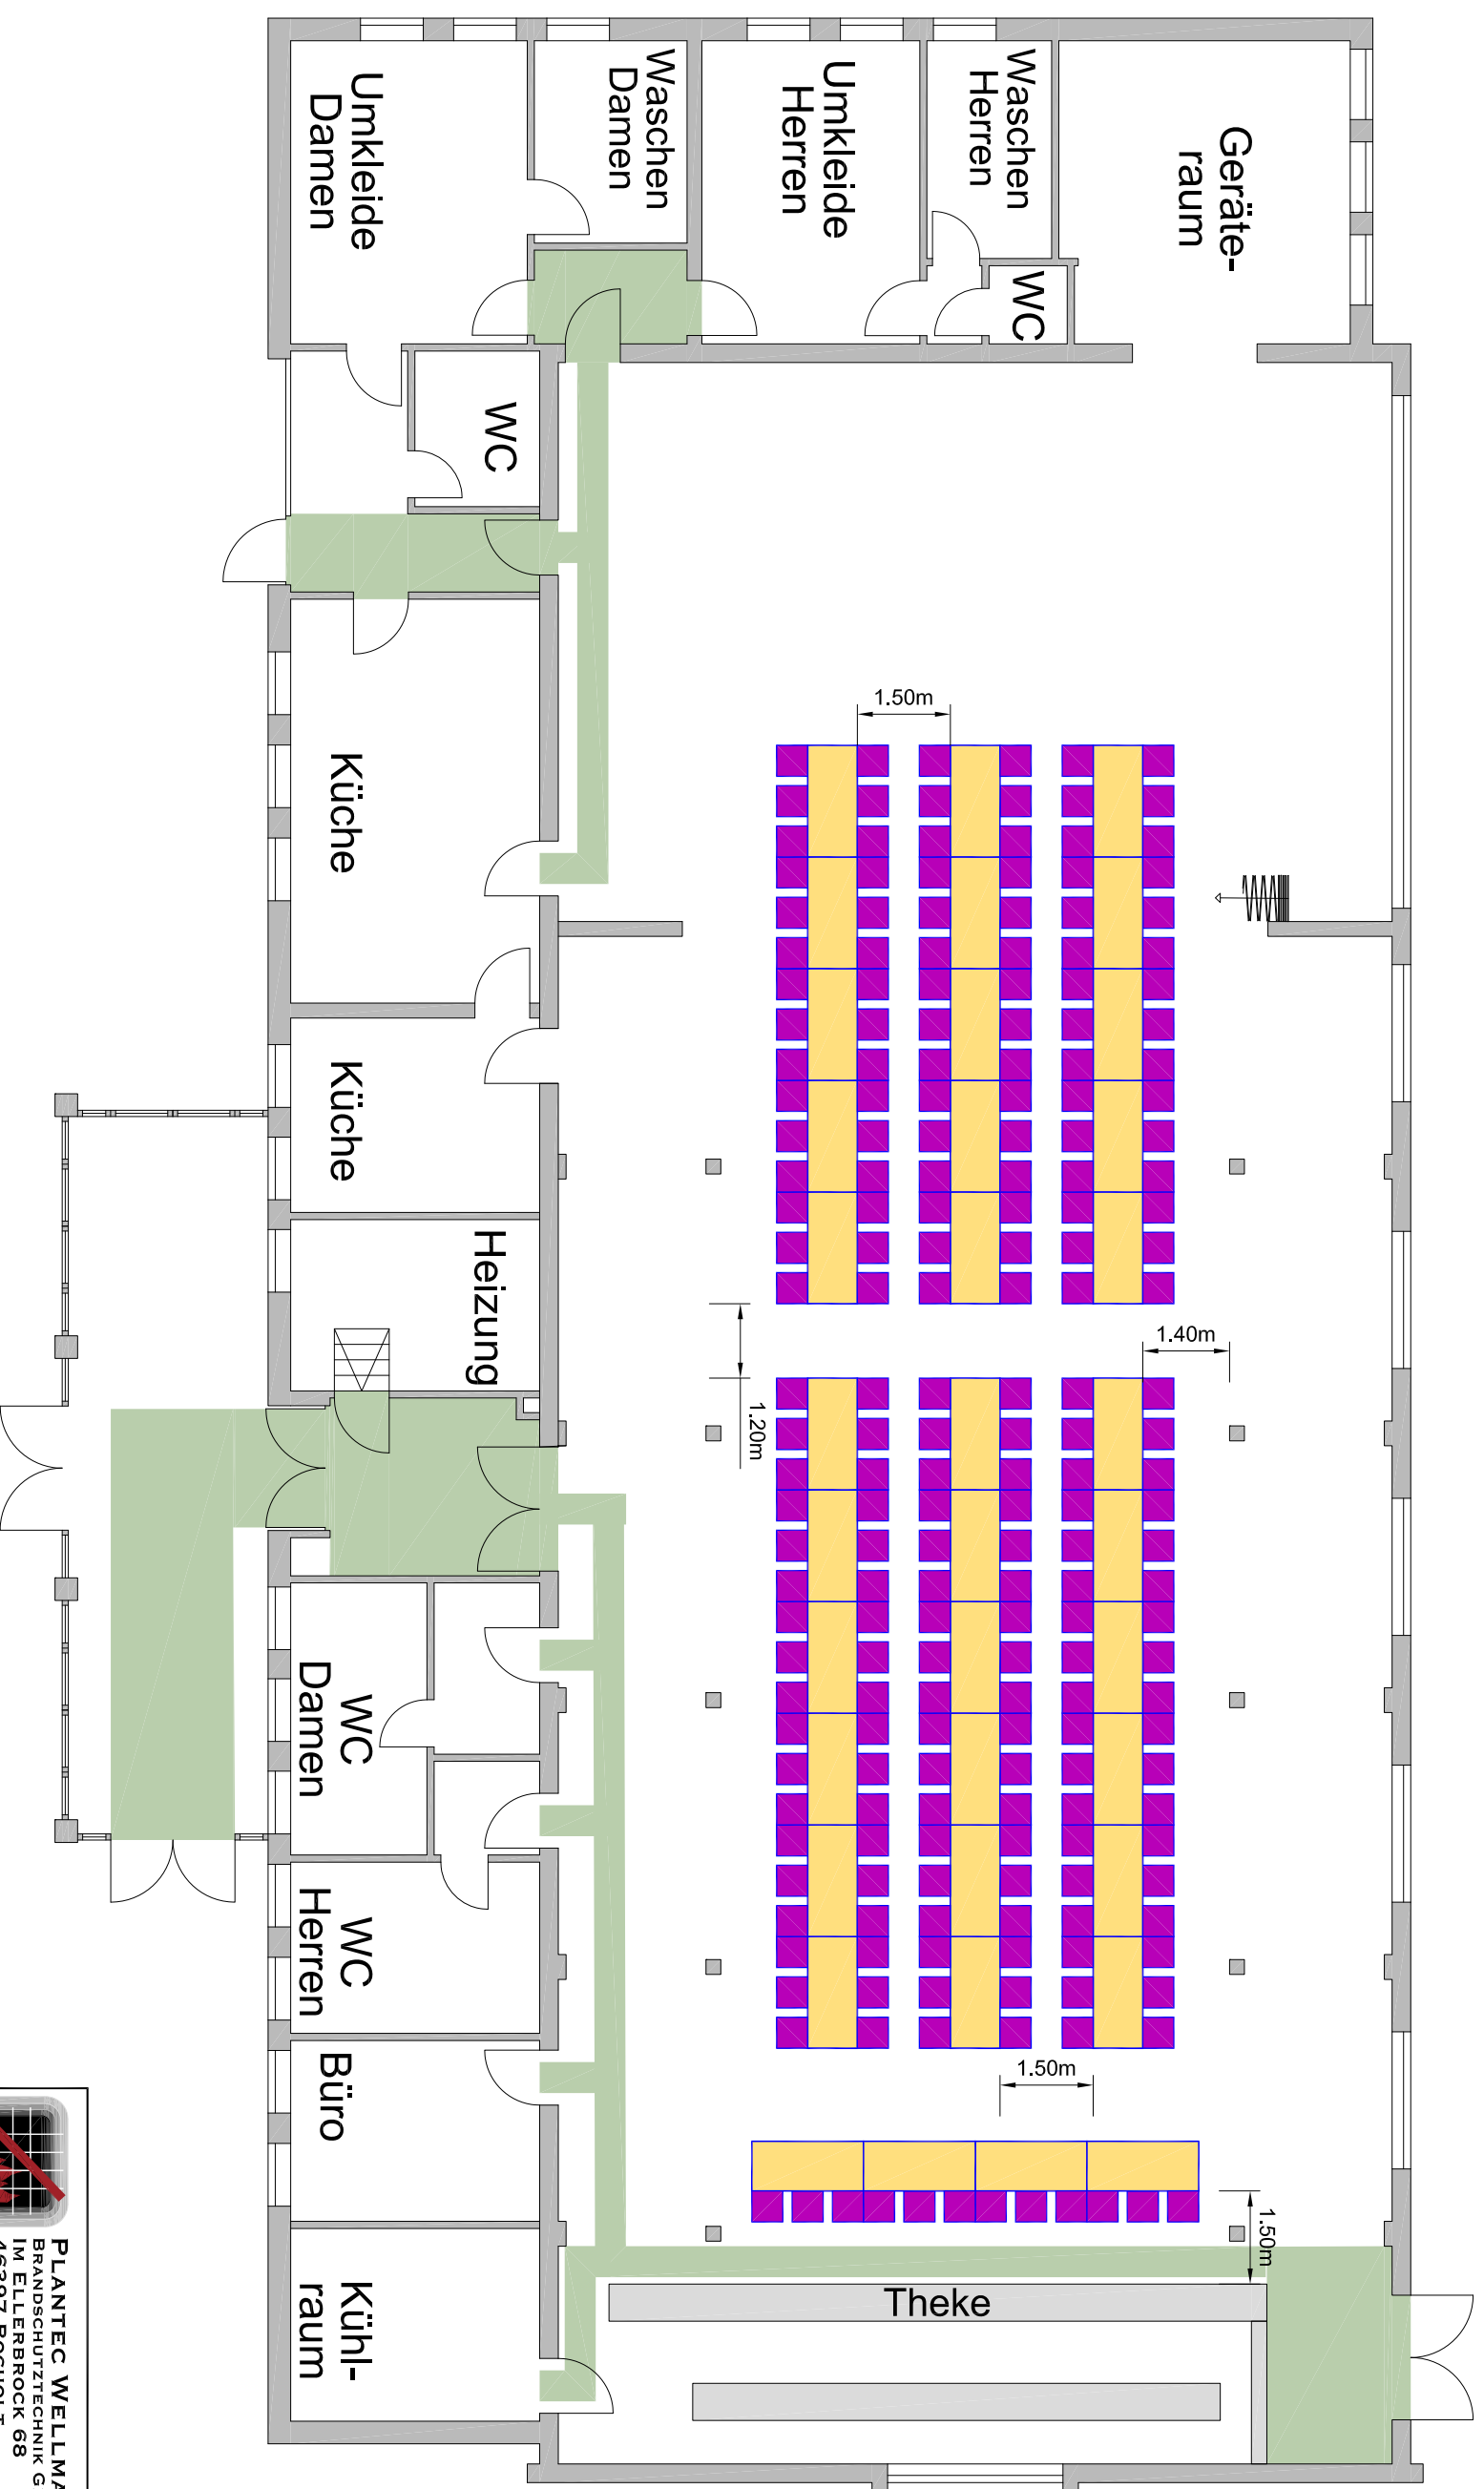 Umkleide
Damen
Waschen
Damen
Umkleide
Herren
Waschen
Herren
WC
Geräte-
raum
WC
1.50m
Küche
Küche
Heizung
1.40m
1.20m
WC
Damen
WC
Herren
Büro
1.50m
1.50m
Theke
Kühl-
raum
PLANTEC WELLMA
BRANDSCHUTZTECHNIK G
IM ELLERBROCK 68